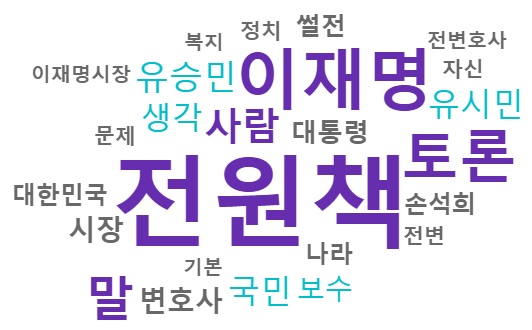 정치 썰전
복지 전변호사
이재명시장 유승민 이재명 자신
생각 사람 유시민
문제 대통령 토론
대한민국 전원책 손석희
시장 전변
나라
기본
말 변호사 국민 보수